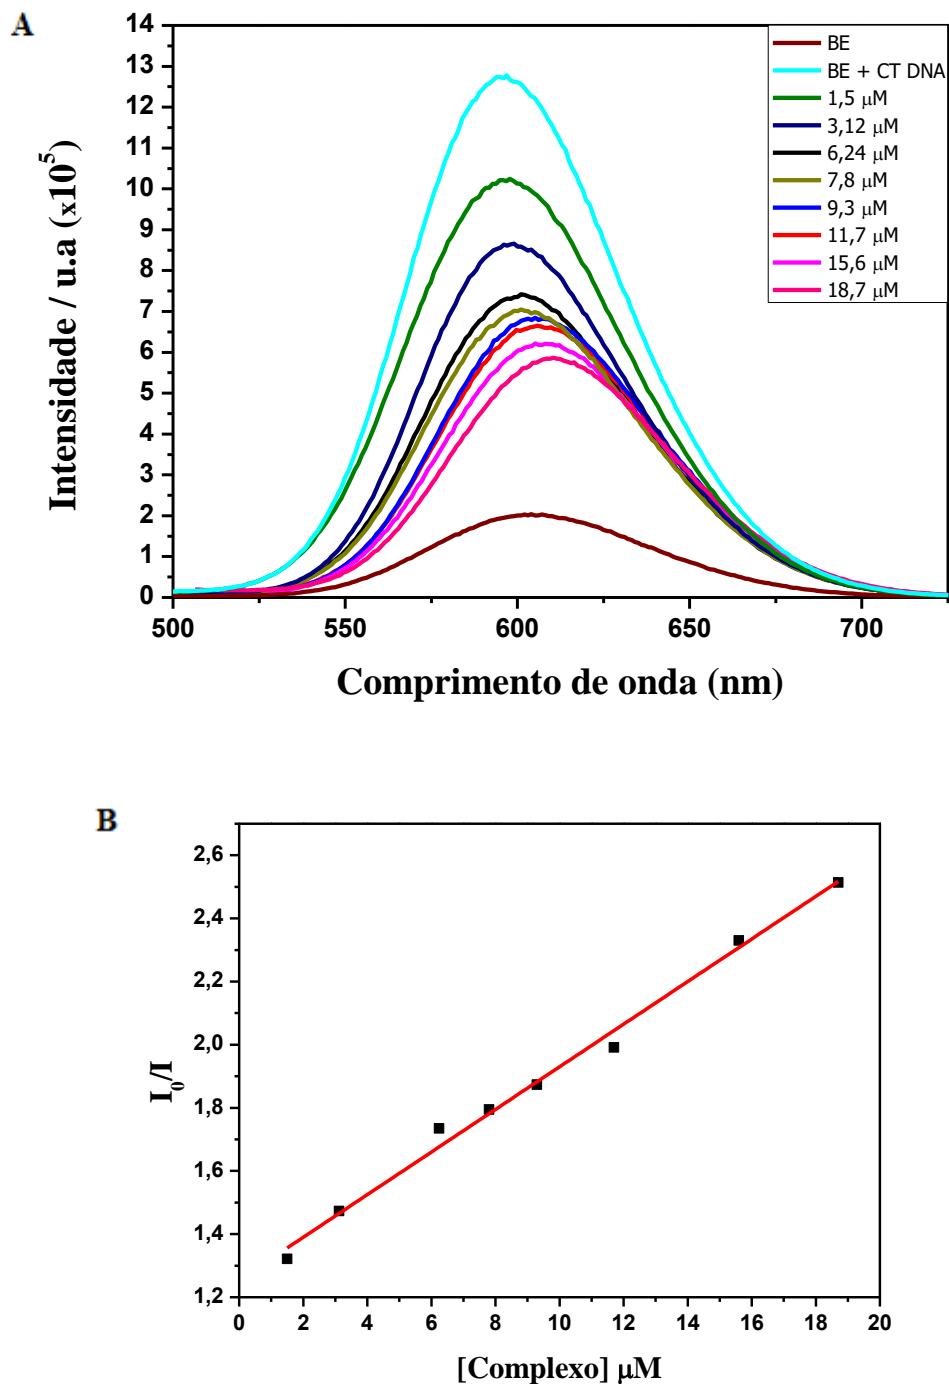 A
14
13
12
11
10
9
8
7
6
5
4
3
2
1
0
Intensidade / u.a (x10⁵)
500
550
600
650
700
Comprimento de onda (nm)
BE
BE + CT DNA
1,5 μM
3,12 μM
6,24 μM
7,8 μM
9,3 μM
11,7 μM
15,6 μM
18,7 μM
B
2,6
2,4
2,2
2,0
1,8
1,6
1,4
1,2
I₀/I
0
2
4
6
8
10
12
14
16
18
20
[Complexo] μM